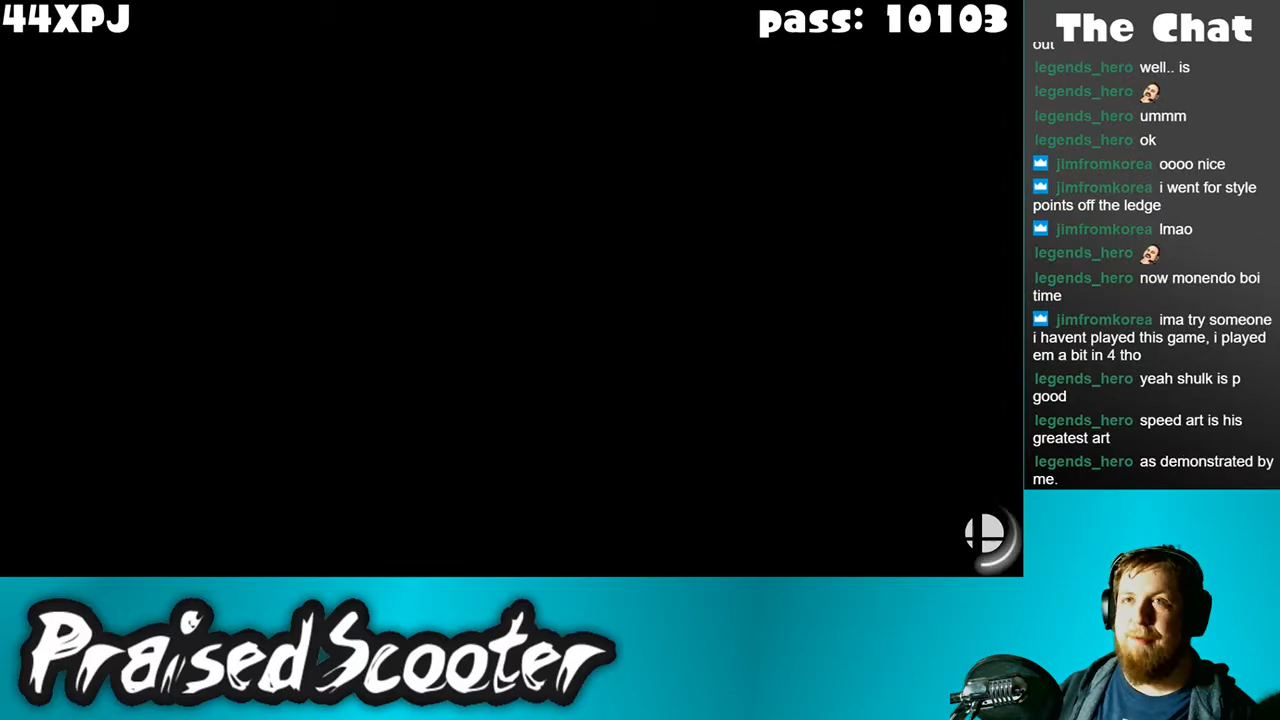 44XPJ
pass: 10103
The Chat
out
legends_hero well.. is
legends_hero
legends_hero ummm
legends_hero ok
jimfromkorea oooo nice
jimfromkorea i went for style
points off the ledge
jimfromkorea lmao
legends_hero
legends_hero now monendo boi
time
jimfromkorea ima try someone
i havent played this game, i played
em a bit in 4 tho
legends_hero yeah shulk is p
good
legends_hero speed art is his
greatest art
legends_hero as demonstrated by
me.
PraisedScooter